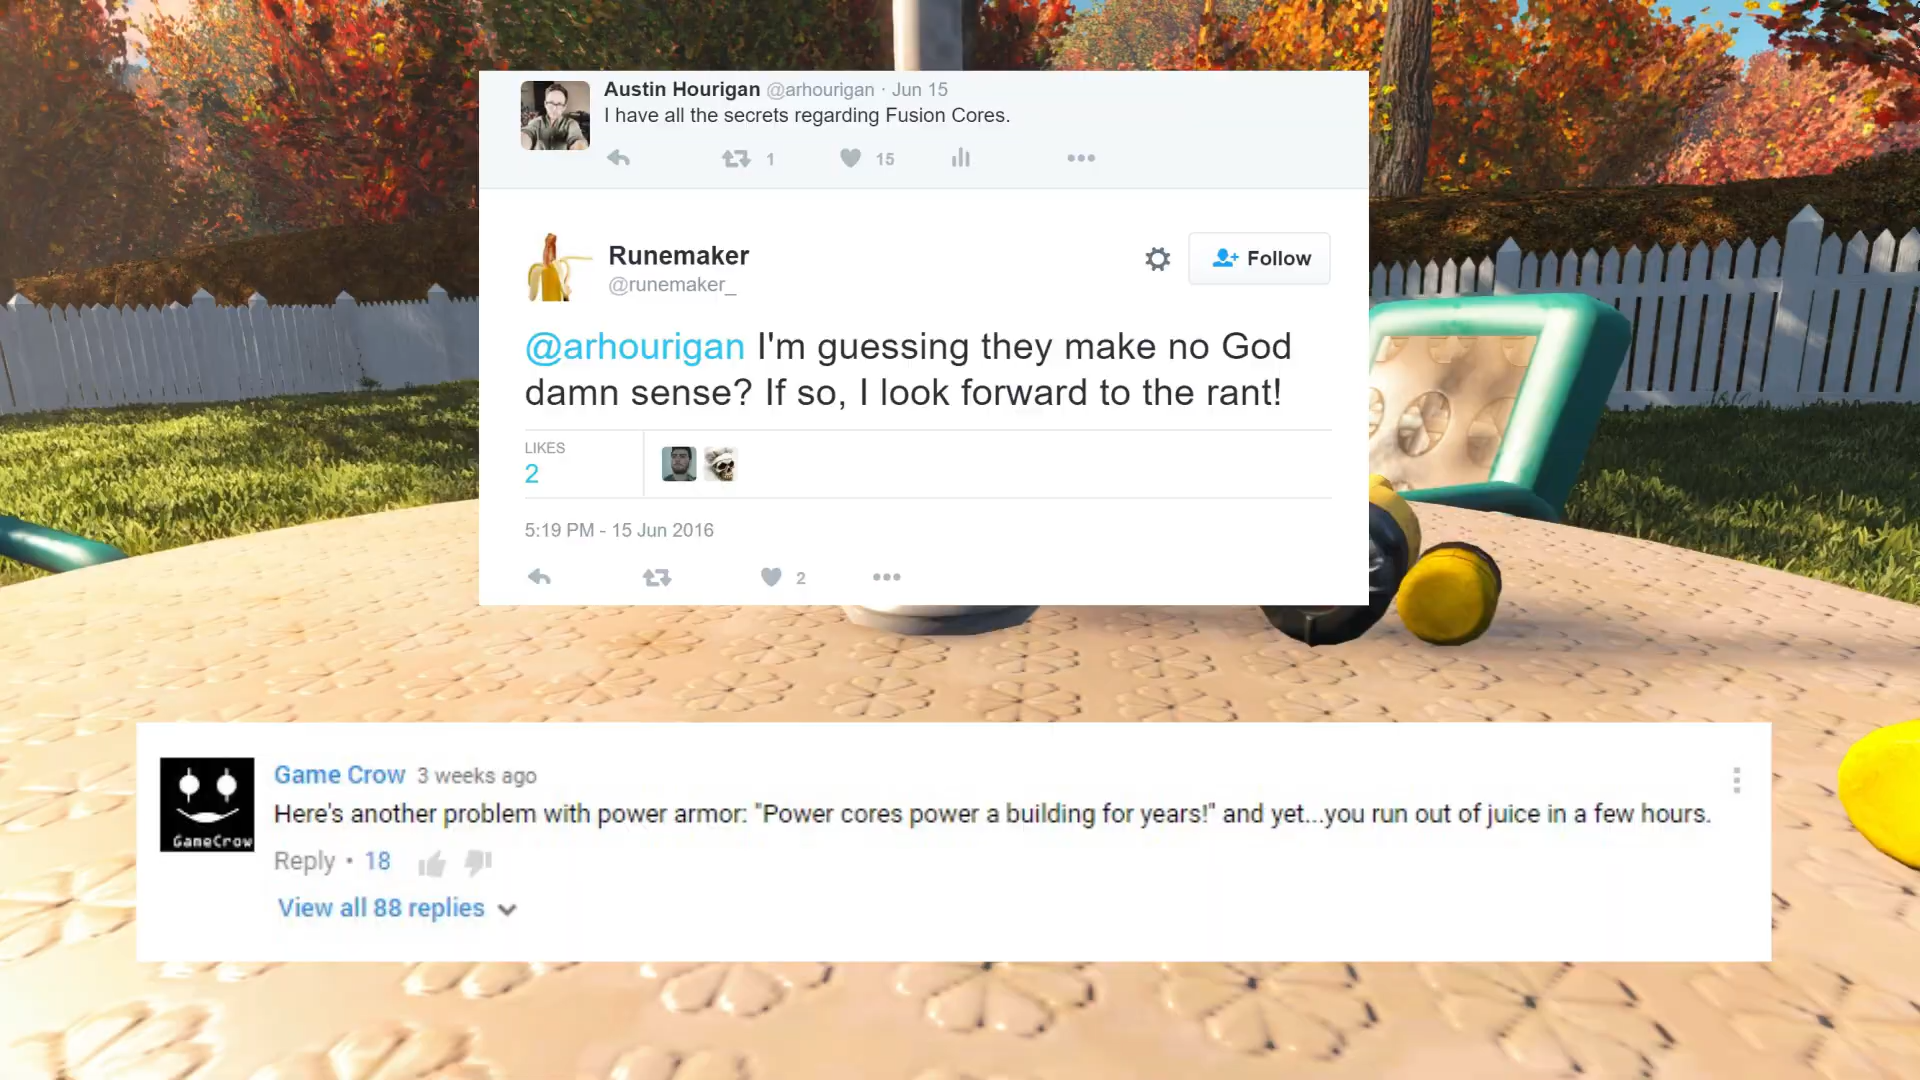 Austin Hourigan @arhourigan · Jun 15
I have all the secrets regarding Fusion Cores.
1 15
Runemaker
@runemaker_
Follow
@arhourigan I'm guessing they make no God
damn sense? If so, I look forward to the rant!
LIKES
2
5:19 PM - 15 Jun 2016
2
Game Crow 3 weeks ago
Here's another problem with power armor: "Power cores power a building for years!" and yet...you run out of juice in a few hours.
GameCrow
Reply · 18
View all 88 replies